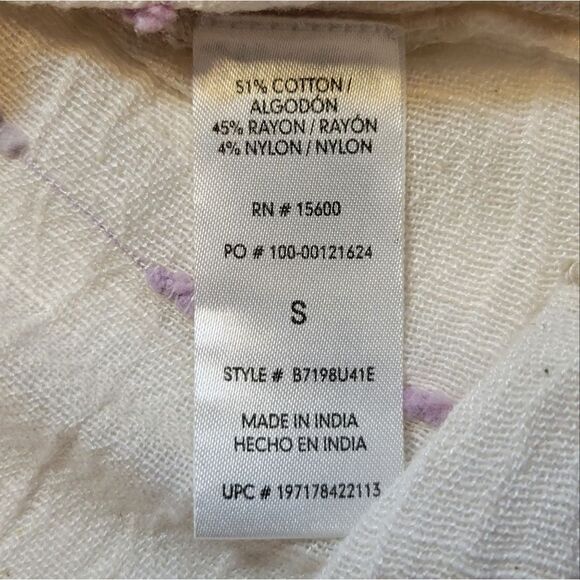 51% COTTON /
ALGODÓN
45% RAYON / RAYÓN
4% NYLON / NYLON
RN # 15600
PO # 100-00121624
S
STYLE # B7198U41E
MADE IN INDIA
HECHO EN INDIA
UPC # 197178422113